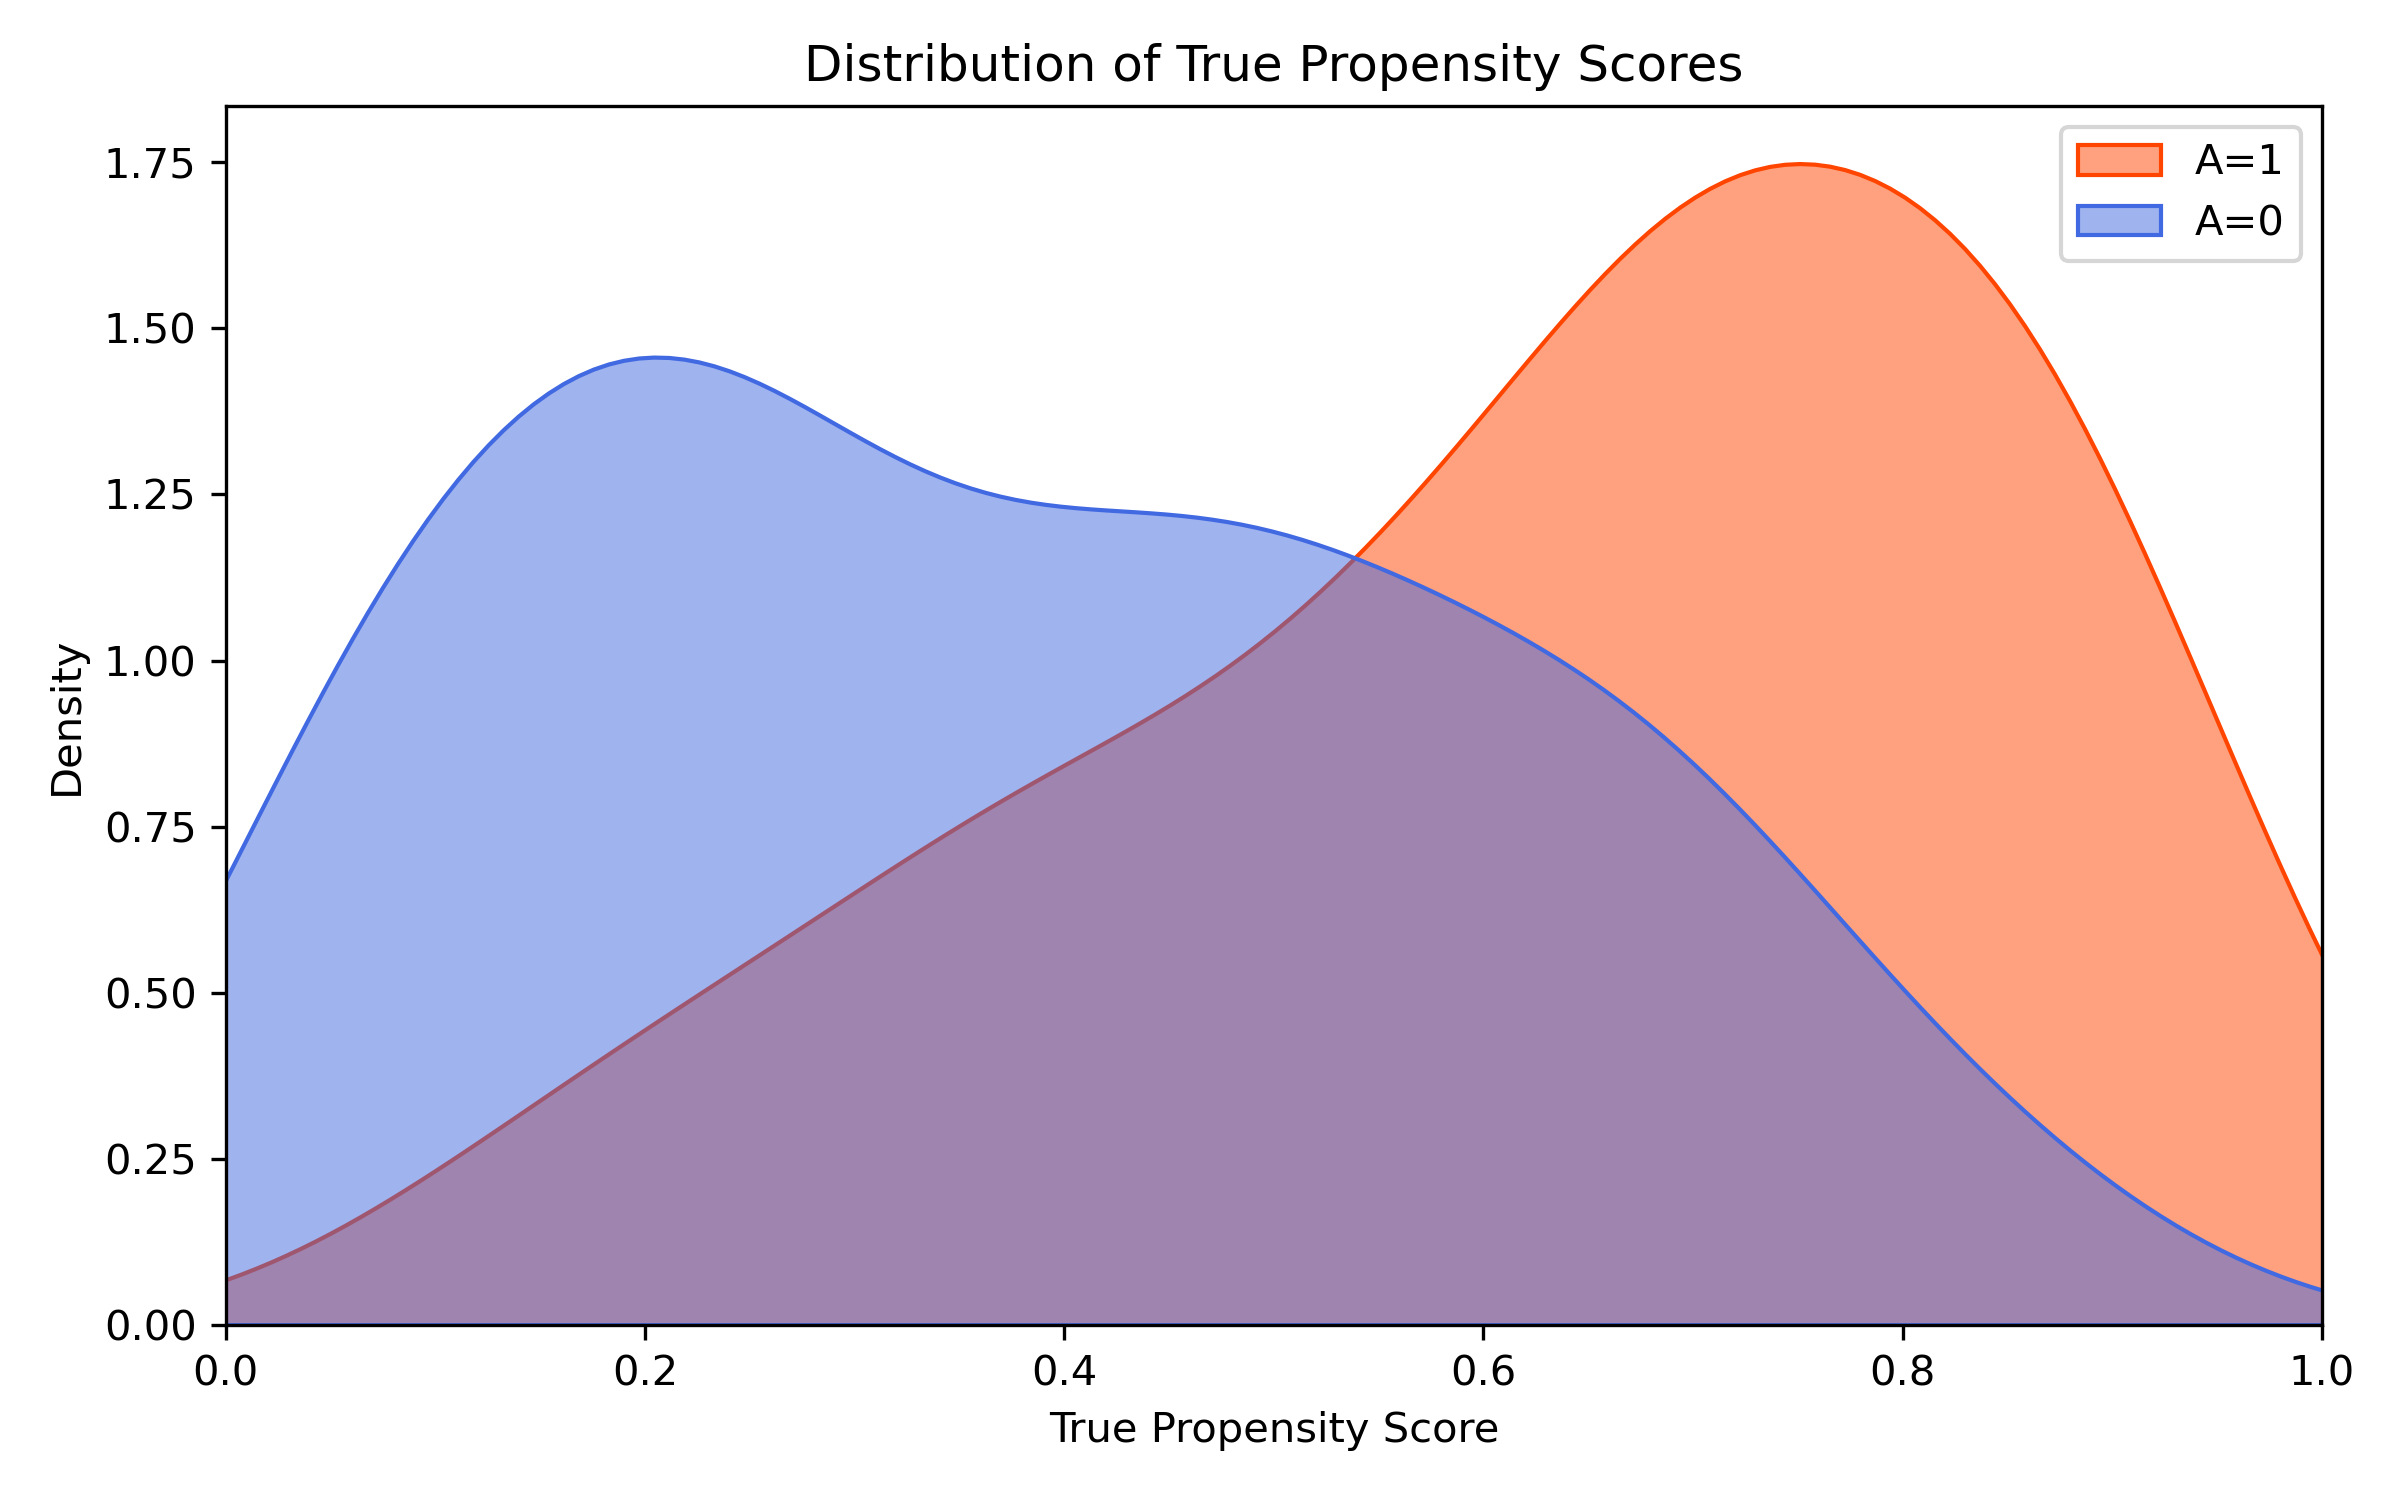 Distribution of True Propensity Scores
A=1
A=0
Density
1.75
1.50
1.25
1.00
0.75
0.50
0.25
0.00
0.0 0.2 0.4 0.6 0.8 1.0
True Propensity Score